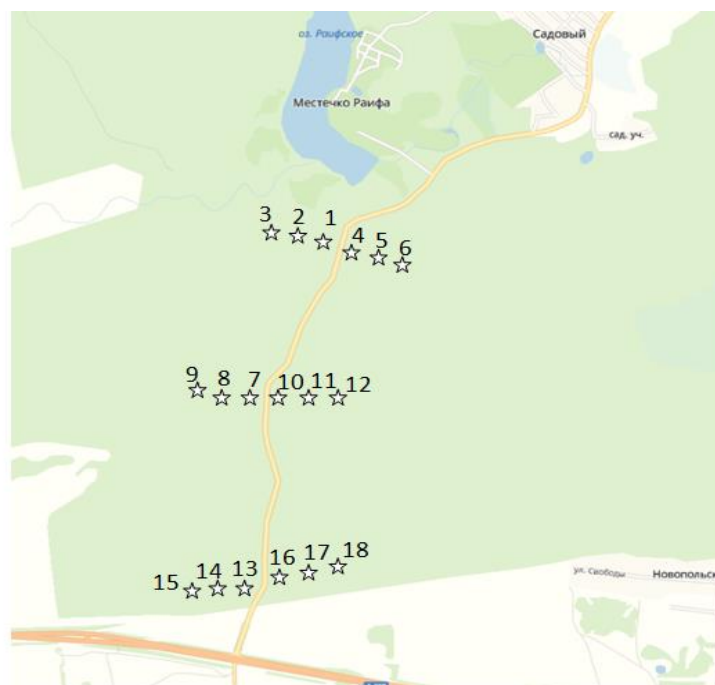 оз. Раифское
Садовый
Местечко Раифа
сад. уч.
3 2 1 4 5 6
9 8 7 10 11 12
15 14 13 16 17 18
ул. Свободы
Новопольск